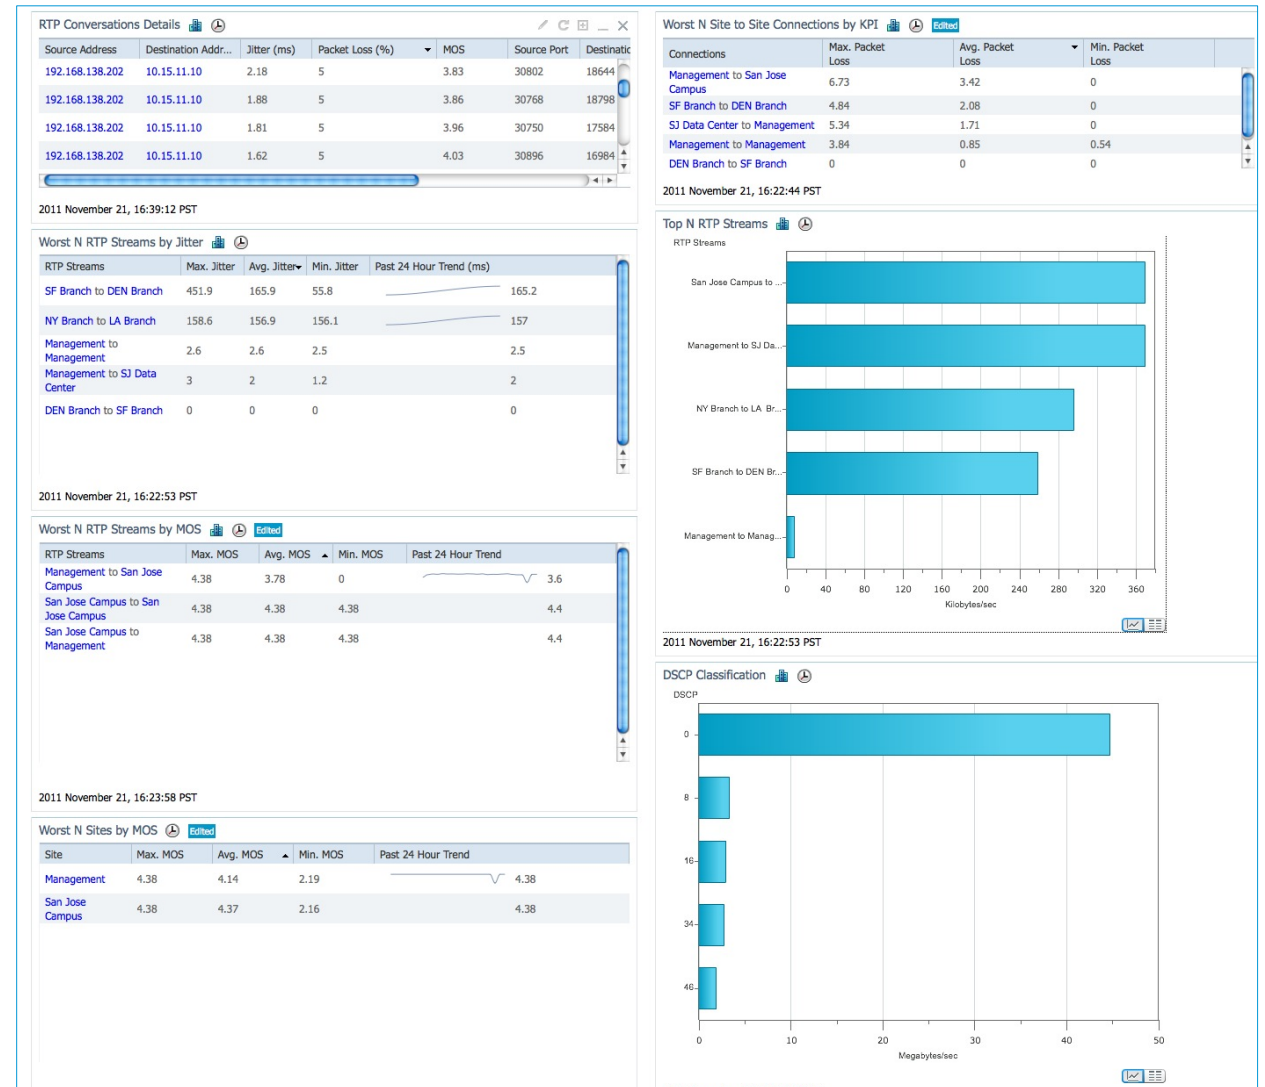 RTP Conversations Details
Source Address Destination Addr... Jitter (ms) Packet Loss (%) MOS Source Port Destinatic
192.168.138.202 10.15.11.10 2.18 5 3.83 30802 18644
192.168.138.202 10.15.11.10 1.88 5 3.86 30768 18798
192.168.138.202 10.15.11.10 1.81 5 3.96 30750 17584
192.168.138.202 10.15.11.10 1.62 5 4.03 30896 16984
2011 November 21, 16:39:12 PST
Worst N RTP Streams by Jitter
RTP Streams Max. Jitter Avg. Jitter Min. Jitter Past 24 Hour Trend (ms)
SF Branch to DEN Branch 451.9 165.9 55.8 165.2
NY Branch to LA Branch 158.6 156.9 156.1 157
Management to
Management 2.6 2.6 2.5 2.5
Management to SJ Data
Center 3 2 1.2 2
DEN Branch to SF Branch 0 0 0 0
2011 November 21, 16:22:53 PST
Worst N RTP Streams by MOS Edited
RTP Streams Max. MOS Avg. MOS Min. MOS Past 24 Hour Trend
Management to San Jose
Campus 4.38 3.78 0 3.6
San Jose Campus to San
Jose Campus 4.38 4.38 4.38 4.4
San Jose Campus to
Management 4.38 4.38 4.38 4.4
2011 November 21, 16:23:58 PST
Worst N Sites by MOS Edited
Site Max. MOS Avg. MOS Min. MOS Past 24 Hour Trend
Management 4.38 4.14 2.19 4.38
San Jose
Campus 4.38 4.37 2.16 4.38
Worst N Site to Site Connections by KPI Edited
Connections Max. Packet Avg. Packet Min. Packet
Loss Loss Loss
Management to San Jose
Campus 6.73 3.42 0
SF Branch to DEN Branch 4.84 2.08 0
SJ Data Center to Management 5.34 1.71 0
Management to Management 3.84 0.85 0.54
DEN Branch to SF Branch 0 0 0
2011 November 21, 16:22:44 PST
Top N RTP Streams
RTP Streams
San Jose Campus to ...
Management to SJ Da...
NY Branch to LA Br...
SF Branch to DEN Br...
Management to Manag...
0 40 80 120 160 200 240 280 320 360
Kilobytes/sec
2011 November 21, 16:22:53 PST
DSCP Classification
DSCP
0
8
16
34
46
0 10 20 30 40 50
Megabytes/sec